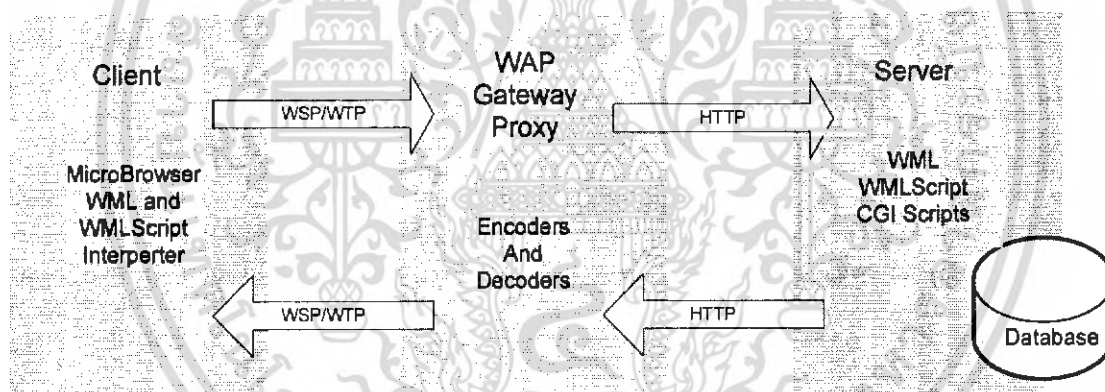 Client
WSP/WTP
MicroBrowser
WML and
WMLScript
Interperter
WSP/WTP
WAP
Gateway
Proxy
Encoders
And
Decoders
HTTP
HTTP
Server
WML
WMLScript
CGI Scripts
Database